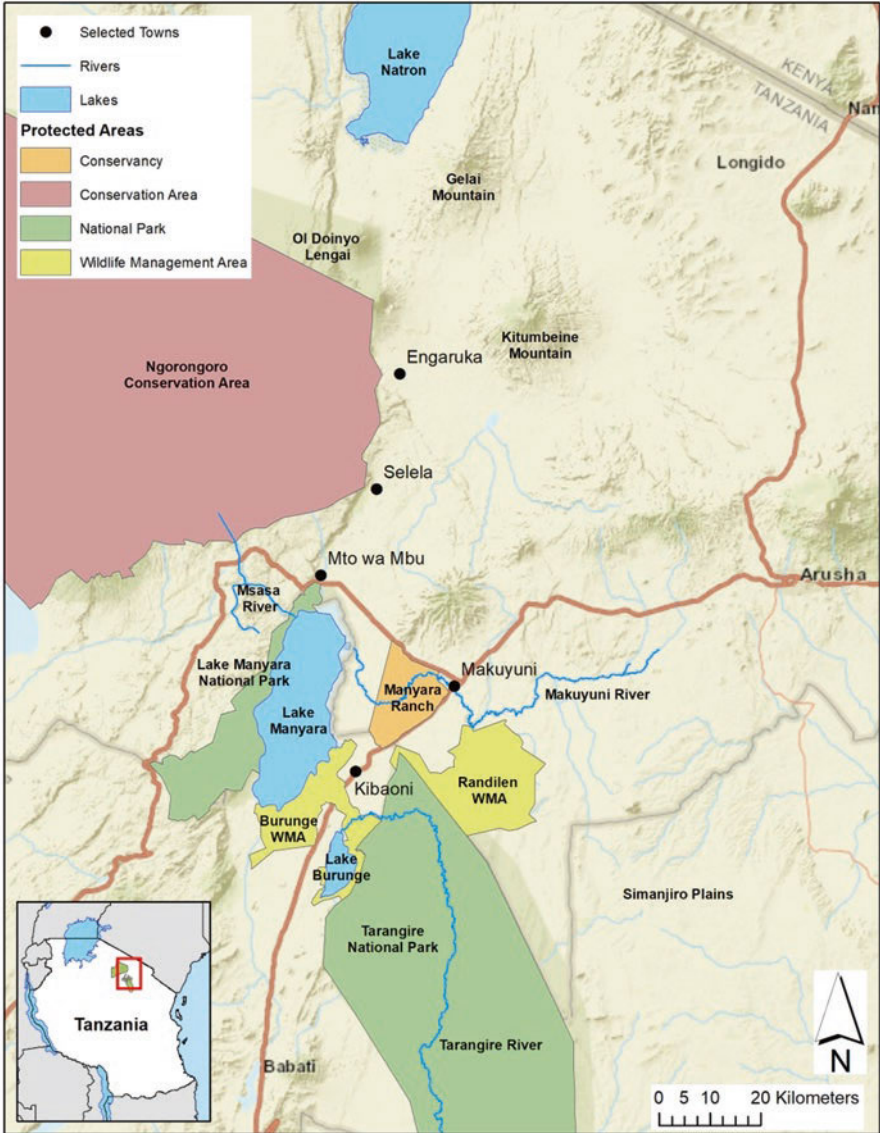 Selected Towns
Rivers
Lakes
Protected Areas
Conservancy
Conservation Area
National Park
Wildlife Management Area
Lake
Natron
KENYA
TANZANIA
Nam
Longido
Gelai
Mountain
Ol Doinyo
Lengai
Kitumbeine
Mountain
Ngorongoro
Conservation Area
Engaruka
Selela
Mto wa Mbu
Arusha
Msasa
River
Lake Manyara
National Park
Makuyuni
Manyara
Ranch
Makuyuni River
Lake
Manyara
Kibaoni
Randilen
WMA
Burunge
WMA
Lake
Burunge
Simanjiro Plains
Tarangire
National Park
Tanzania
Tarangire River
Babati
N
0 5 10 20 Kilometers